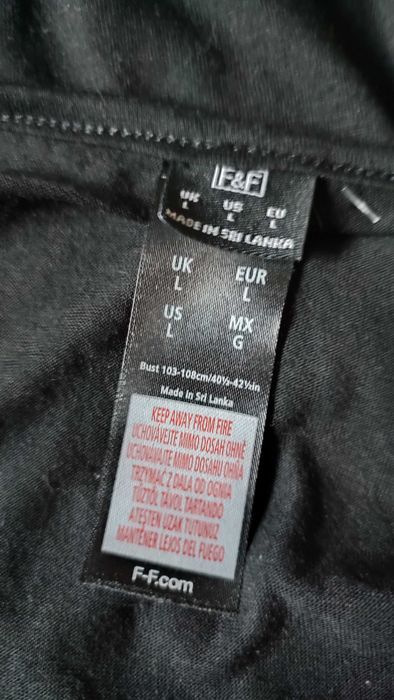 F&F
UK US EU
L L L
MADE IN SRI LANKA
UK EUR
L L
US MX
L G
Bust 103-108cm/40½-42½in
Made in Sri Lanka
KEEP AWAY FROM FIRE
UCHOVÁVEJTE MIMO DOSAH OHNĚ
UCHOVÁVAJTE MIMO DOSAHU OHŇA
TRZYMAĆ Z DALA OD OGNIA
TŰZTŐL TÁVOL TARTANDÓ
ATEŞTEN UZAK TUTUNUZ
MANTENER LEJOS DEL FUEGO
F-F.com